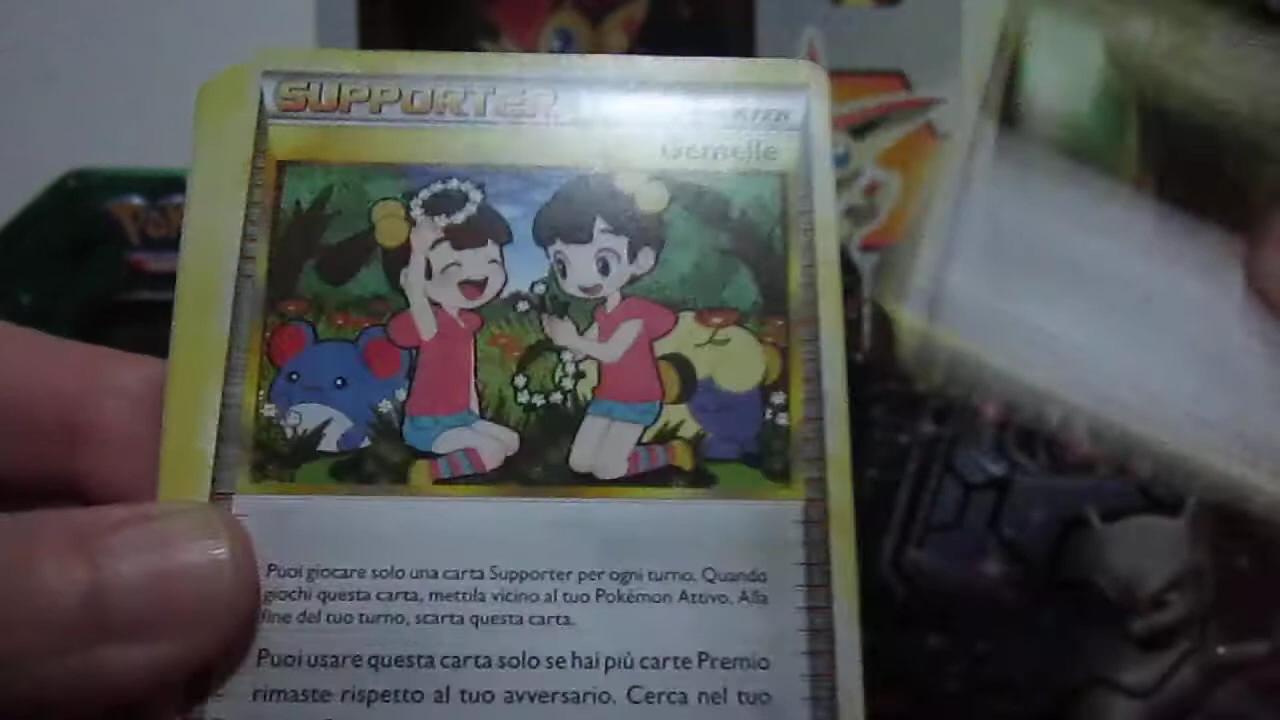 SUPPORTER
Gemelle
Puoi giocare solo una carta Supporter per ogni turno. Quando
giochi questa carta, mettila vicino al tuo Pokémon Attivo. Alla
fine del tuo turno, scarta questa carta.
Puoi usare questa carta solo se hai più carte Premio
rimaste rispetto al tuo avversario. Cerca nel tuo